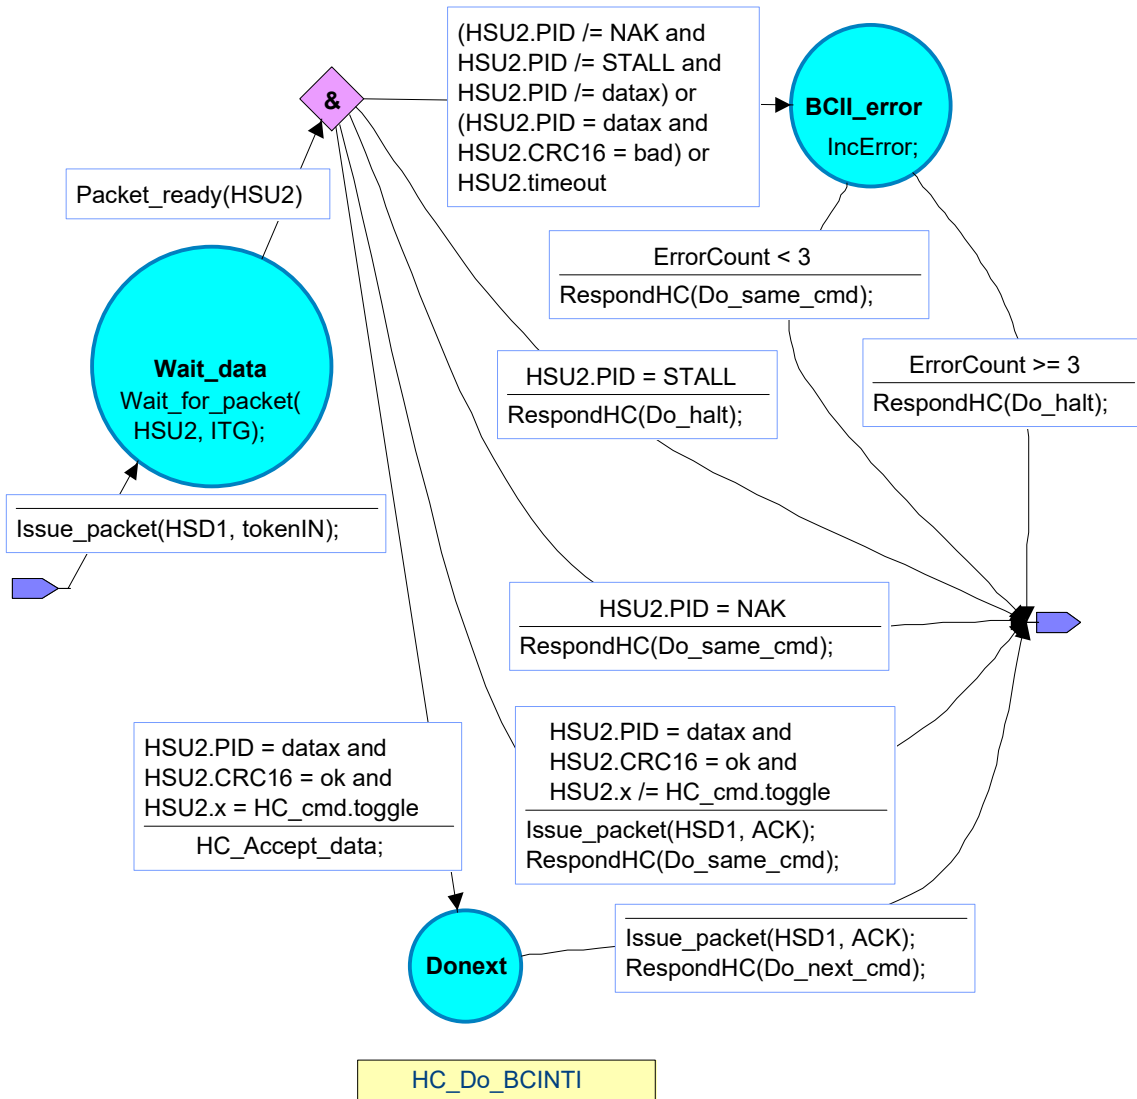 (HSU2.PID /= NAK and
HSU2.PID /= STALL and
HSU2.PID /= datax) or
(HSU2.PID = datax and
HSU2.CRC16 = bad) or
HSU2.timeout
&
BCII_error
IncError;
Packet_ready(HSU2)
ErrorCount < 3
RespondHC(Do_same_cmd);
Wait_data
Wait_for_packet(
HSU2, ITG);
HSU2.PID = STALL
RespondHC(Do_halt);
ErrorCount >= 3
RespondHC(Do_halt);
Issue_packet(HSD1, tokenIN);
HSU2.PID = NAK
RespondHC(Do_same_cmd);
HSU2.PID = datax and
HSU2.CRC16 = ok and
HSU2.x = HC_cmd.toggle
HC_Accept_data;
HSU2.PID = datax and
HSU2.CRC16 = ok and
HSU2.x /= HC_cmd.toggle
Issue_packet(HSD1, ACK);
RespondHC(Do_same_cmd);
Donext
Issue_packet(HSD1, ACK);
RespondHC(Do_next_cmd);
HC_Do_BCINTI